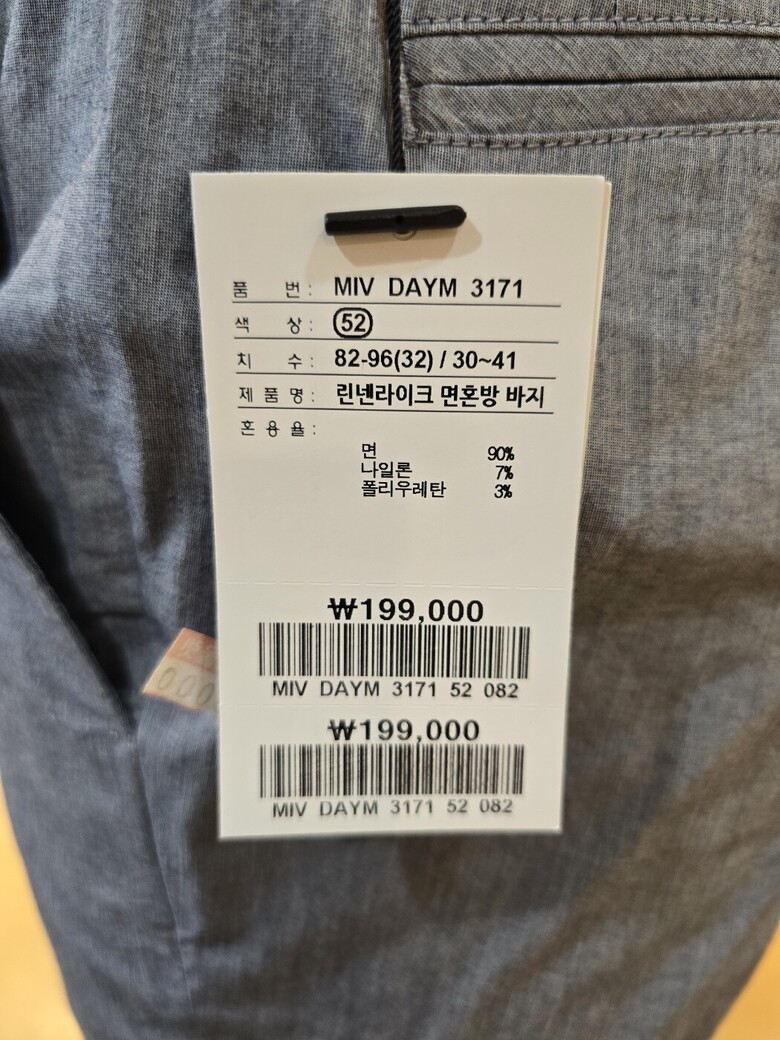 품 번 : MIV DAYM 3171
색 상 : 52
치 수 : 82-96(32) / 30~41
제 품 명 : 린넨라이크 면혼방 바지
혼 용 율 :
면 90%
나일론 7%
폴리우레탄 3%
₩199,000
MIV DAYM 3171 52 082
₩199,000
MIV DAYM 3171 52 082
000